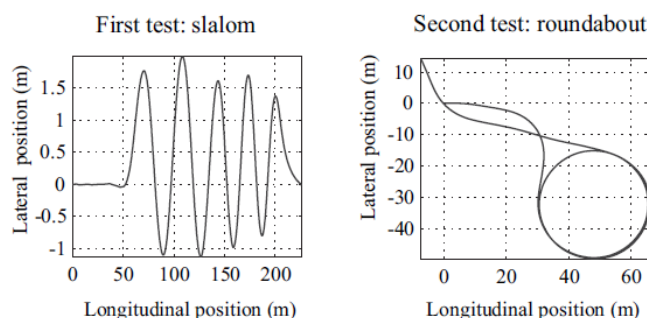 First test: slalom
Lateral position (m)
1.5
1
0.5
0
-0.5
-1
0 50 100 150 200
Longitudinal position (m)
Second test: roundabout
Lateral position (m)
10
0
-10
-20
-30
-40
0 20 40 60
Longitudinal position (m)